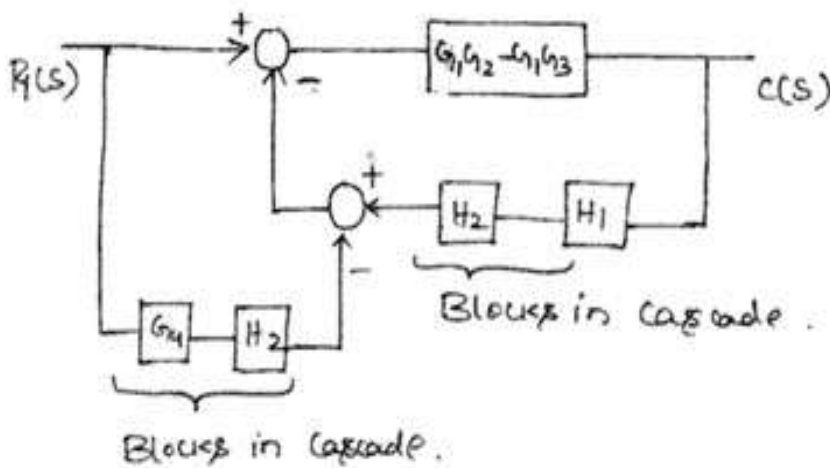 +
G1G2-G1G3
R(S)
-
C(S)
+
H2
H1
-
Blocks in cascade.
G4
H2
Blocks in cascade.